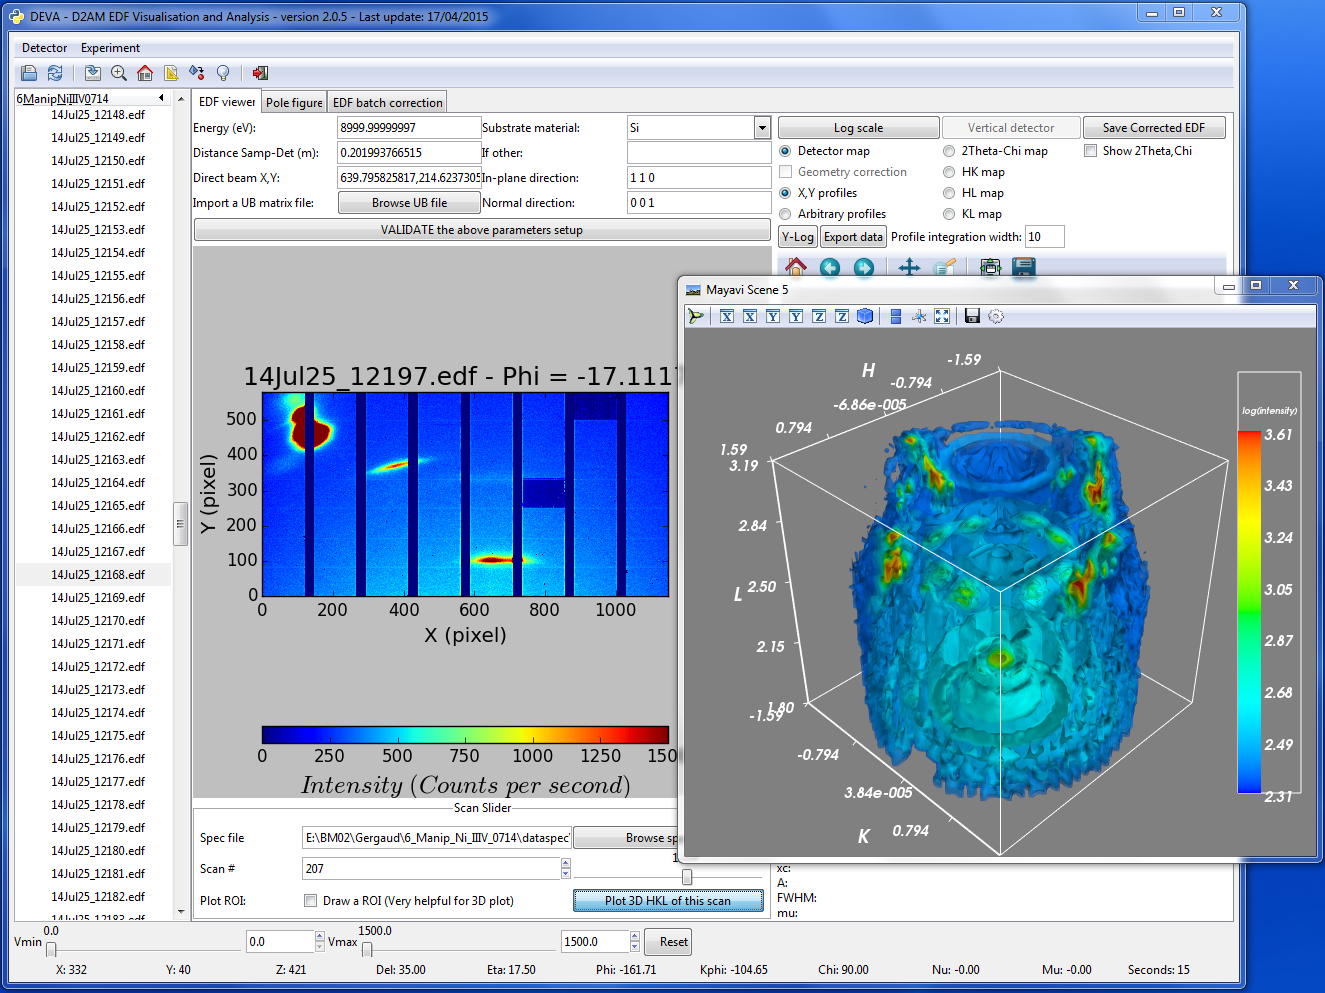 DEVA - D2AM EDF Visualisation and Analysis - version 2.0.5 - Last update: 17/04/2015
Detector Experiment
6_Manip_Ni_IIIV_0714
14Jul25_12148.edf
14Jul25_12149.edf
14Jul25_12150.edf
14Jul25_12151.edf
14Jul25_12152.edf
14Jul25_12153.edf
14Jul25_12154.edf
14Jul25_12155.edf
14Jul25_12156.edf
14Jul25_12157.edf
14Jul25_12158.edf
14Jul25_12159.edf
14Jul25_12160.edf
14Jul25_12161.edf
14Jul25_12162.edf
14Jul25_12163.edf
14Jul25_12164.edf
14Jul25_12165.edf
14Jul25_12166.edf
14Jul25_12167.edf
14Jul25_12168.edf
14Jul25_12169.edf
14Jul25_12170.edf
14Jul25_12171.edf
14Jul25_12172.edf
14Jul25_12173.edf
14Jul25_12174.edf
14Jul25_12175.edf
14Jul25_12176.edf
14Jul25_12177.edf
14Jul25_12178.edf
14Jul25_12179.edf
14Jul25_12180.edf
14Jul25_12181.edf
14Jul25_12182.edf
14Jul25_12183.edf
EDF viewer Pole figure EDF batch correction
Energy (eV): 8999.99999997 Substrate material: Si
Distance Samp-Det (m): 0.201993766515 If other:
Direct beam X,Y: 639.795825817,214.6237305 In-plane direction: 1 1 0
Import a UB matrix file: Browse UB file Normal direction: 0 0 1
VALIDATE the above parameters setup
Log scale Vertical detector Save Corrected EDF
Detector map 2Theta-Chi map Show 2Theta,Chi
Geometry correction HK map
X,Y profiles HL map
Arbitrary profiles KL map
Y-Log Export data Profile integration width: 10
14Jul25_12197.edf - Phi = -17.111
500
400
300
200
100
0
Y (pixel)
0 200 400 600 800 1000
X (pixel)
0 250 500 750 1000 1250 150
Intensity (Counts per second)
Mayavi Scene 5
X X Y Y Z Z
H
-1.59
-0.794
-6.86e-005
0.794
1.59
3.19
2.84
L 2.50
2.15
1.80
-1.59
-0.794
3.84e-005
K 0.794
log(intensity)
3.61
3.43
3.24
3.05
2.87
2.68
2.49
2.31
Scan Slider
Spec file E:\BM02\Gergaud\6_Manip_Ni_IIIV_0714\dataspec Browse sp
Scan # 207 1
Plot ROI: Draw a ROI (Very helpful for 3D plot) Plot 3D HKL of this scan
xc:
A:
FWHM:
mu:
Vmin 0.0 0.0 Vmax 1500.0 1500.0 Reset
X: 332 Y: 40 Z: 421 Del: 35.00 Eta: 17.50 Phi: -161.71 Kphi: -104.65 Chi: 90.00 Nu: -0.00 Mu: -0.00 Seconds: 15